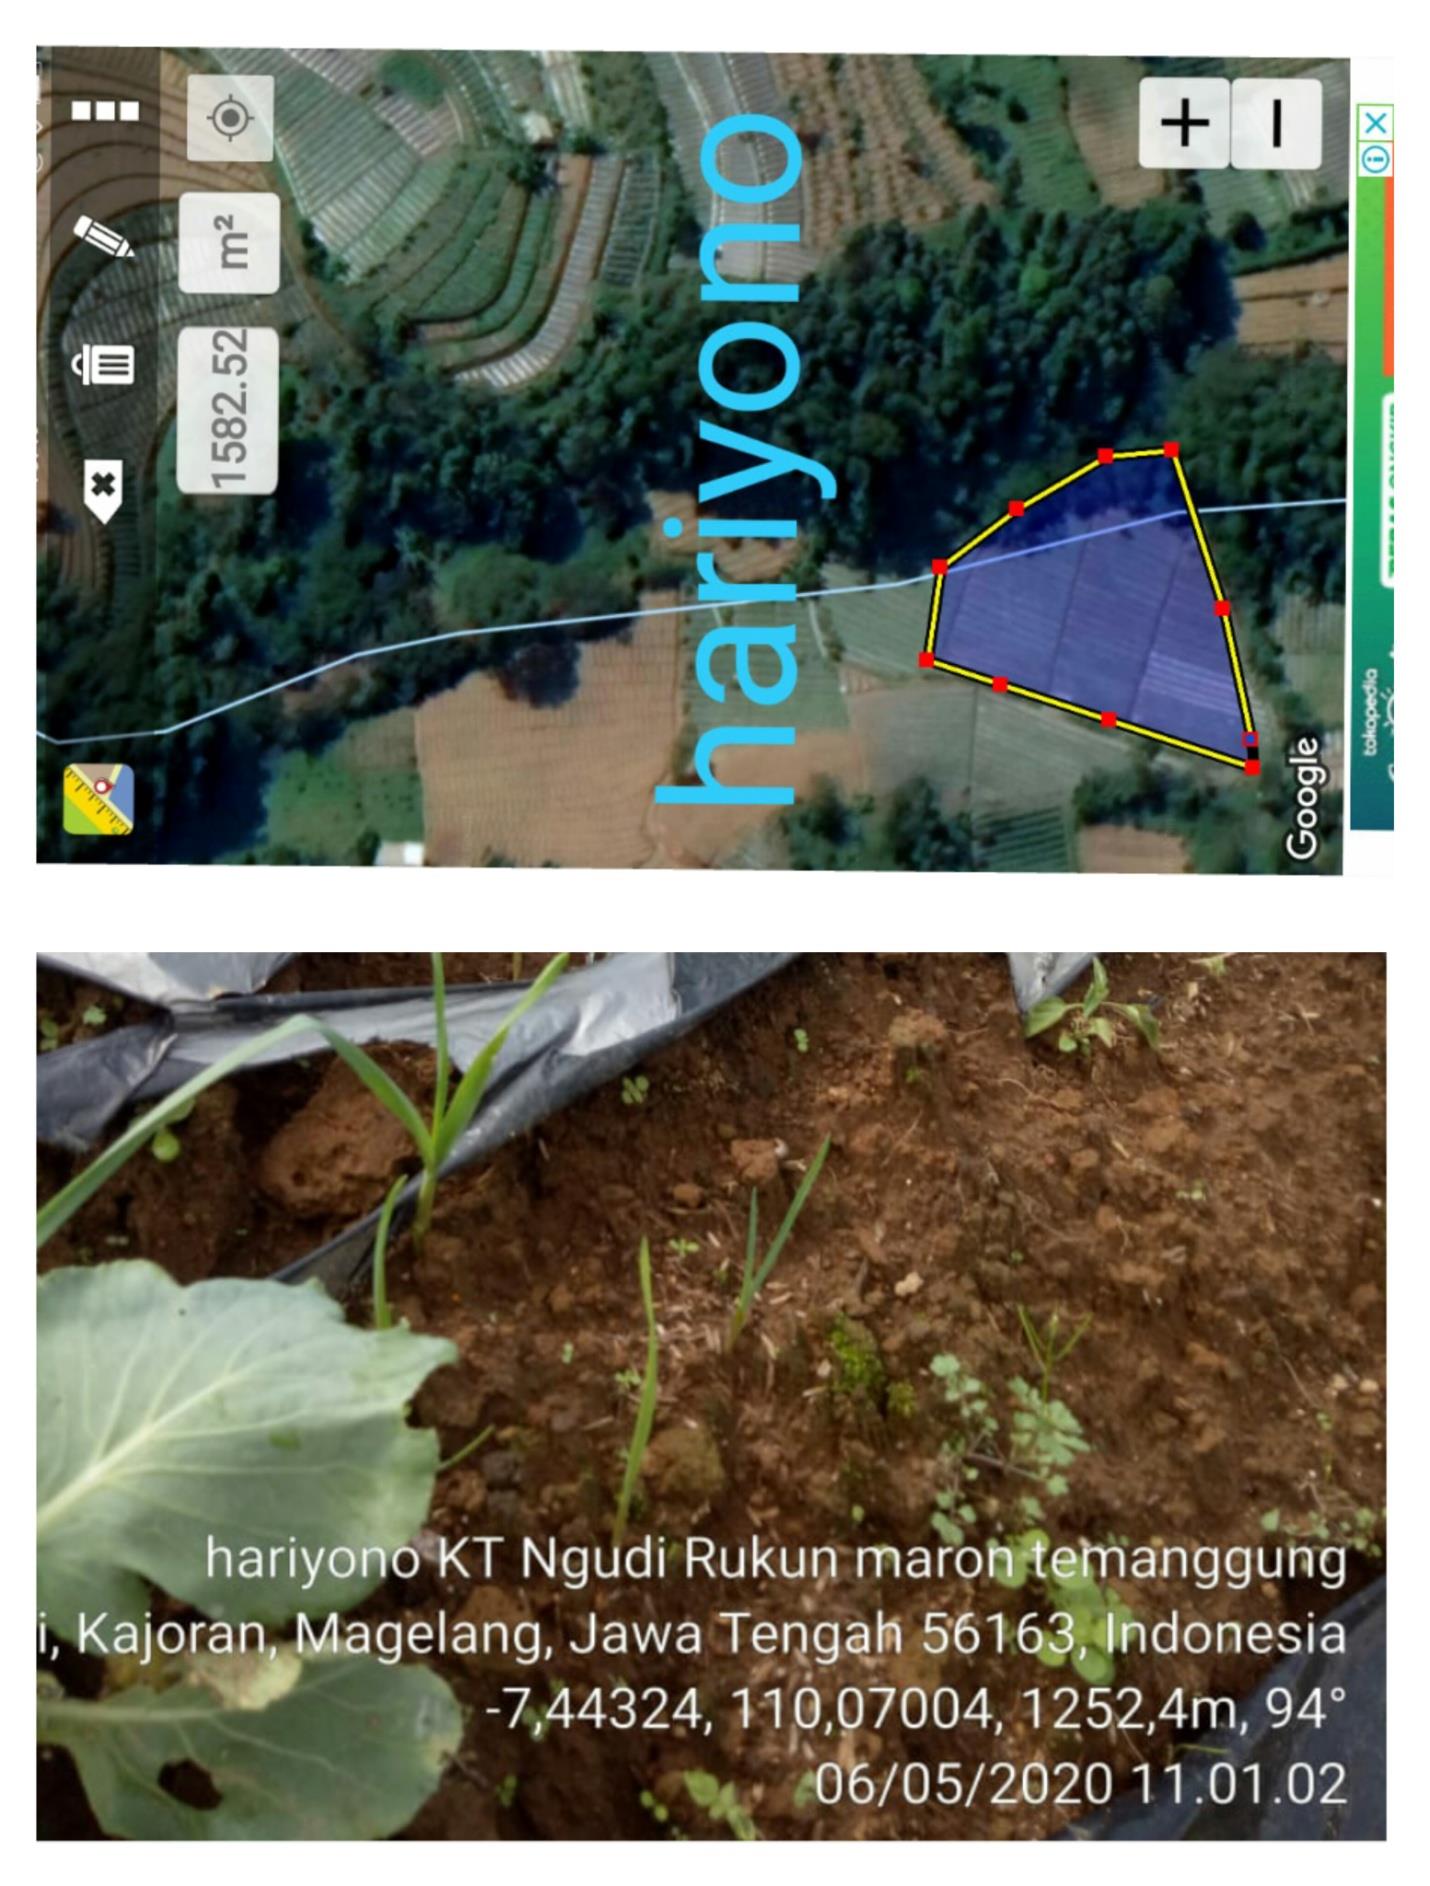 1582.52
m²
hariyono
Google
tokopedia
hariyono KT Ngudi Rukun maron temanggung
i, Kajoran, Magelang, Jawa Tengah 56163, Indonesia
-7,44324, 110,07004, 1252,4m, 94°
06/05/2020 11.01.02